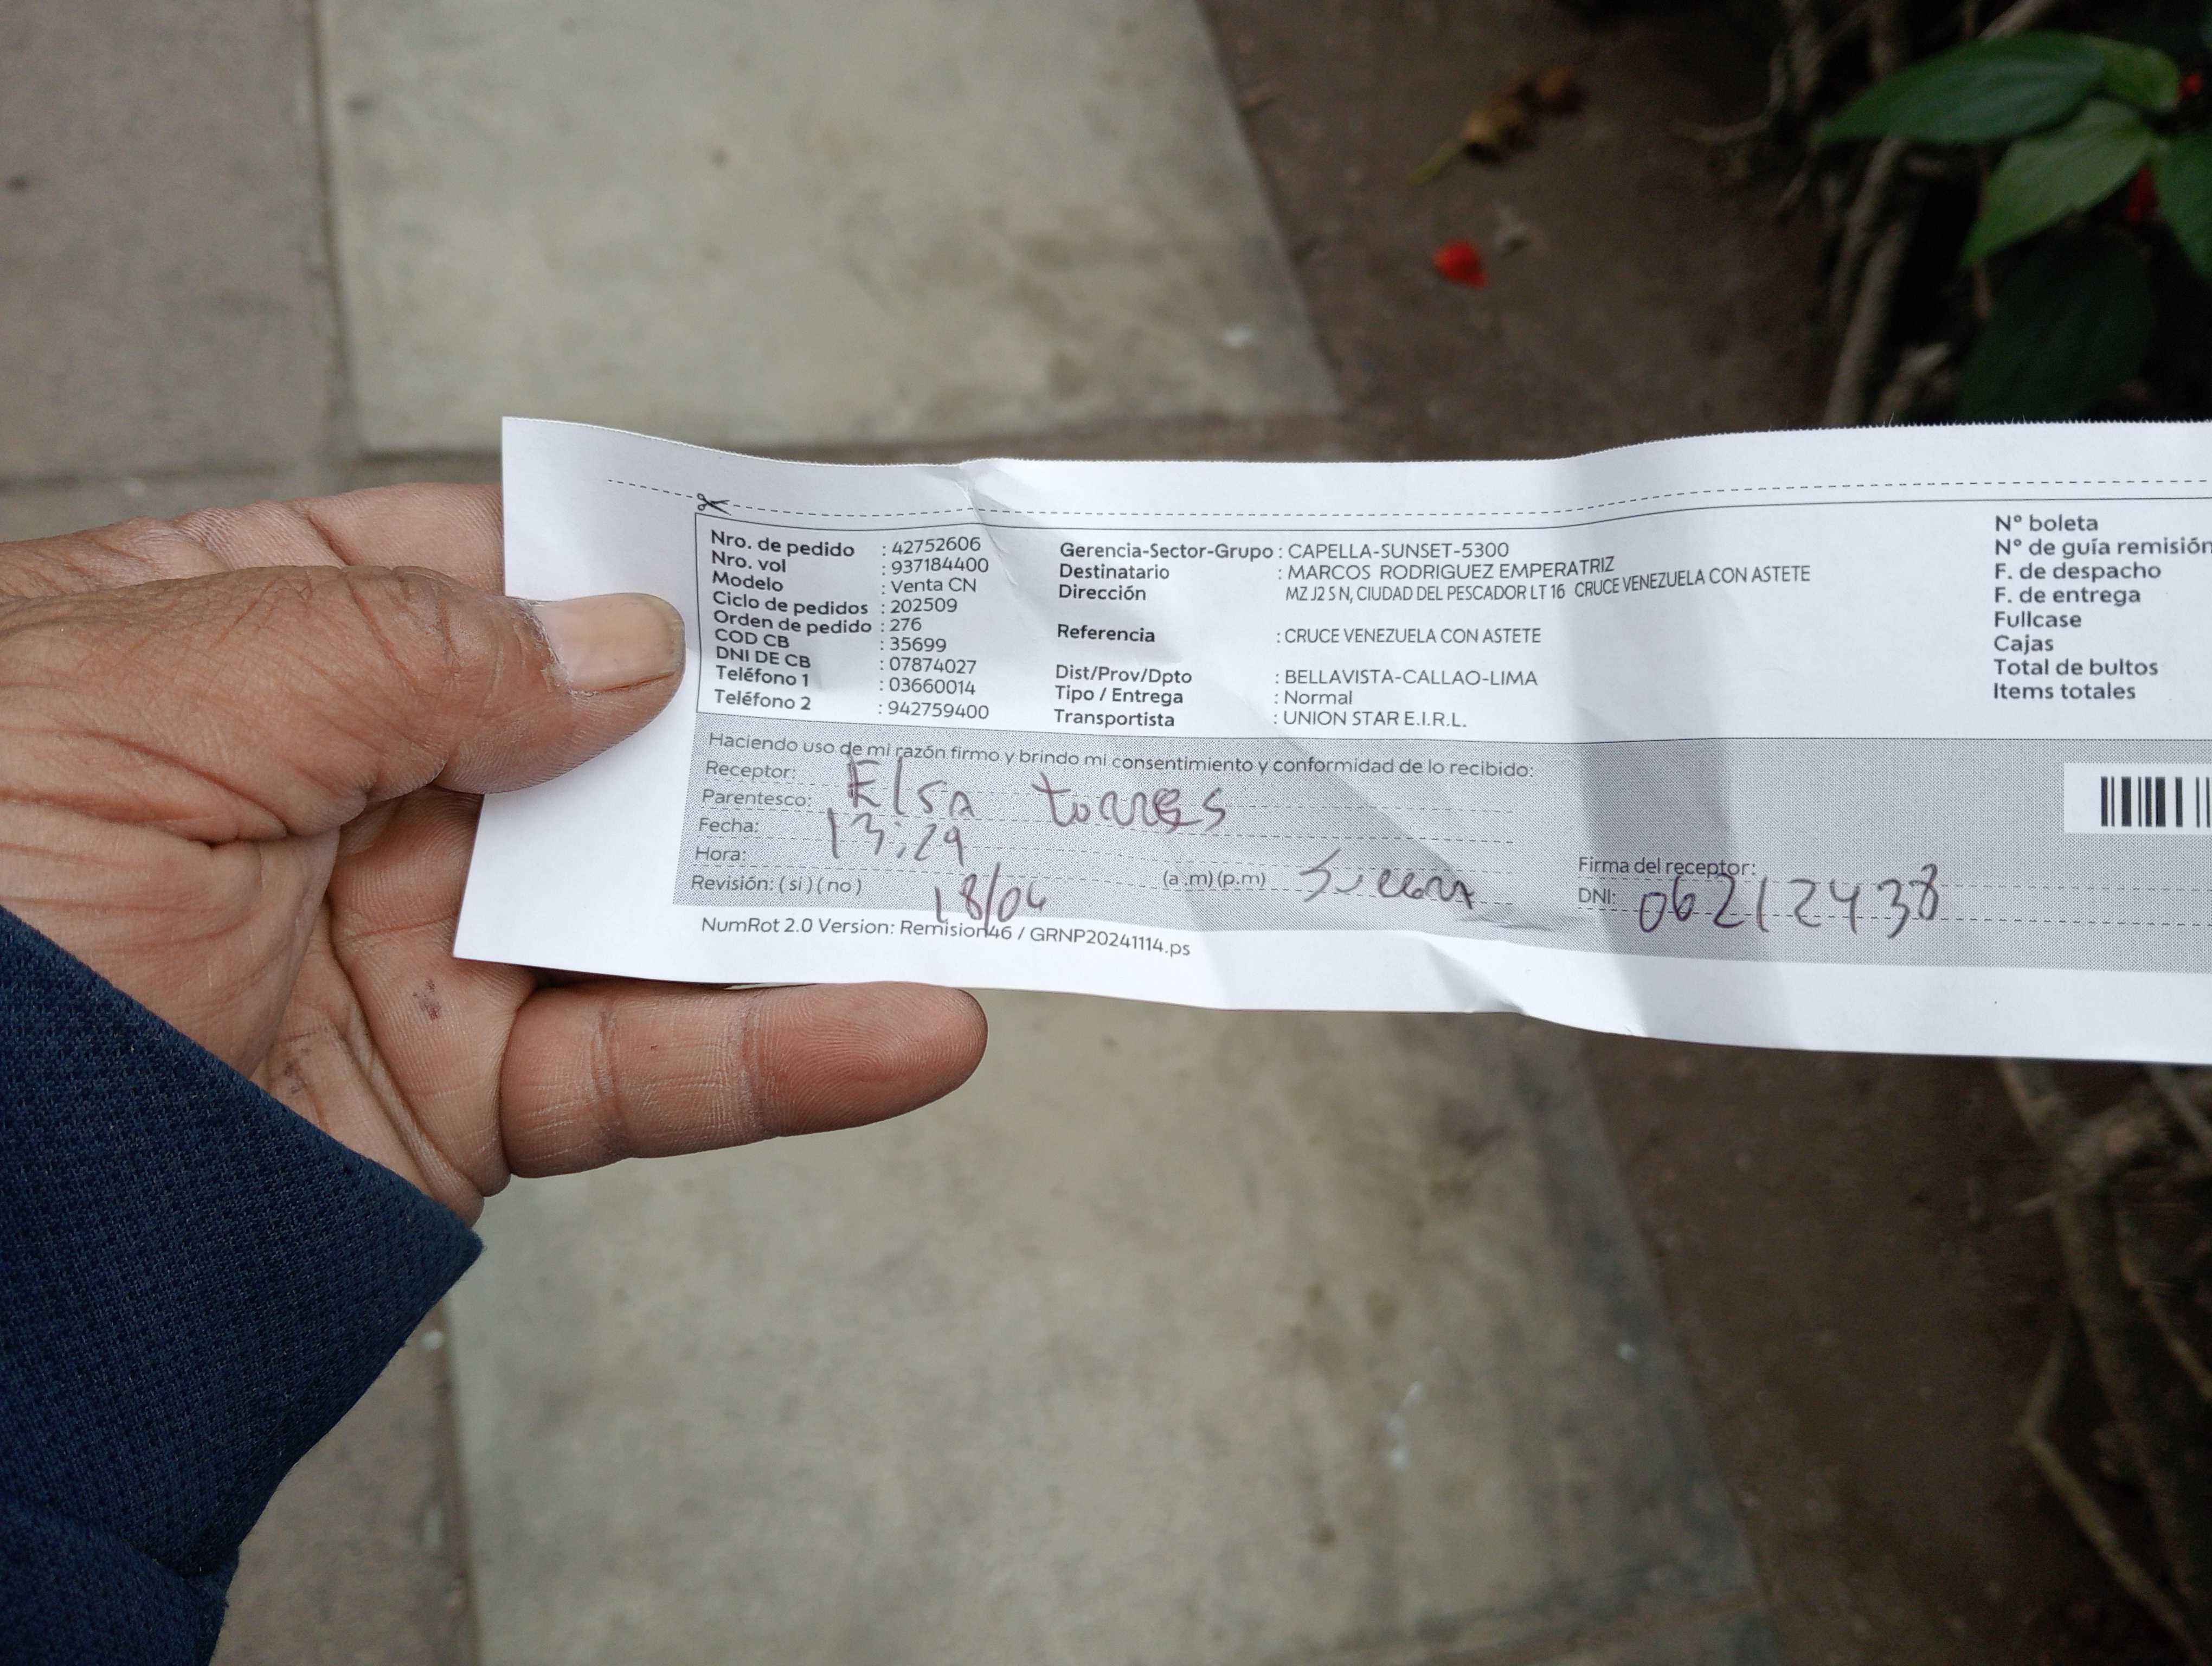 Nro. de pedido : 42752606
Nro. vol : 937184400
Modelo : Venta CN
Ciclo de pedidos : 202509
Orden de pedido : 276
COD CB : 35699
DNI DE CB : 07874027
Teléfono 1 : 03660014
Teléfono 2 : 942759400
Gerencia-Sector-Grupo : CAPELLA-SUNSET-5300
Destinatario : MARCOS RODRIGUEZ EMPERATRIZ
Dirección MZ J2 S N, CIUDAD DEL PESCADOR LT 16 CRUCE VENEZUELA CON ASTETE
Referencia : CRUCE VENEZUELA CON ASTETE
Dist/Prov/Dpto : BELLAVISTA-CALLAO-LIMA
Tipo / Entrega : Normal
Transportista : UNION STAR E.I.R.L.
N° boleta
N° de guía remisión
F. de despacho
F. de entrega
Fullcase
Cajas
Total de bultos
Items totales
Haciendo uso de mi razón firmo y brindo mi consentimiento y conformidad de lo recibido:
Receptor: Elsa torres
Parentesco:
Fecha: 13:29
Hora: (a.m) (p.m)
Revisión: ( si ) ( no ) 18/04
Firma del receptor:
DNI: 06212438
NumRot 2.0 Version: Remision46 / GRNP20241114.ps